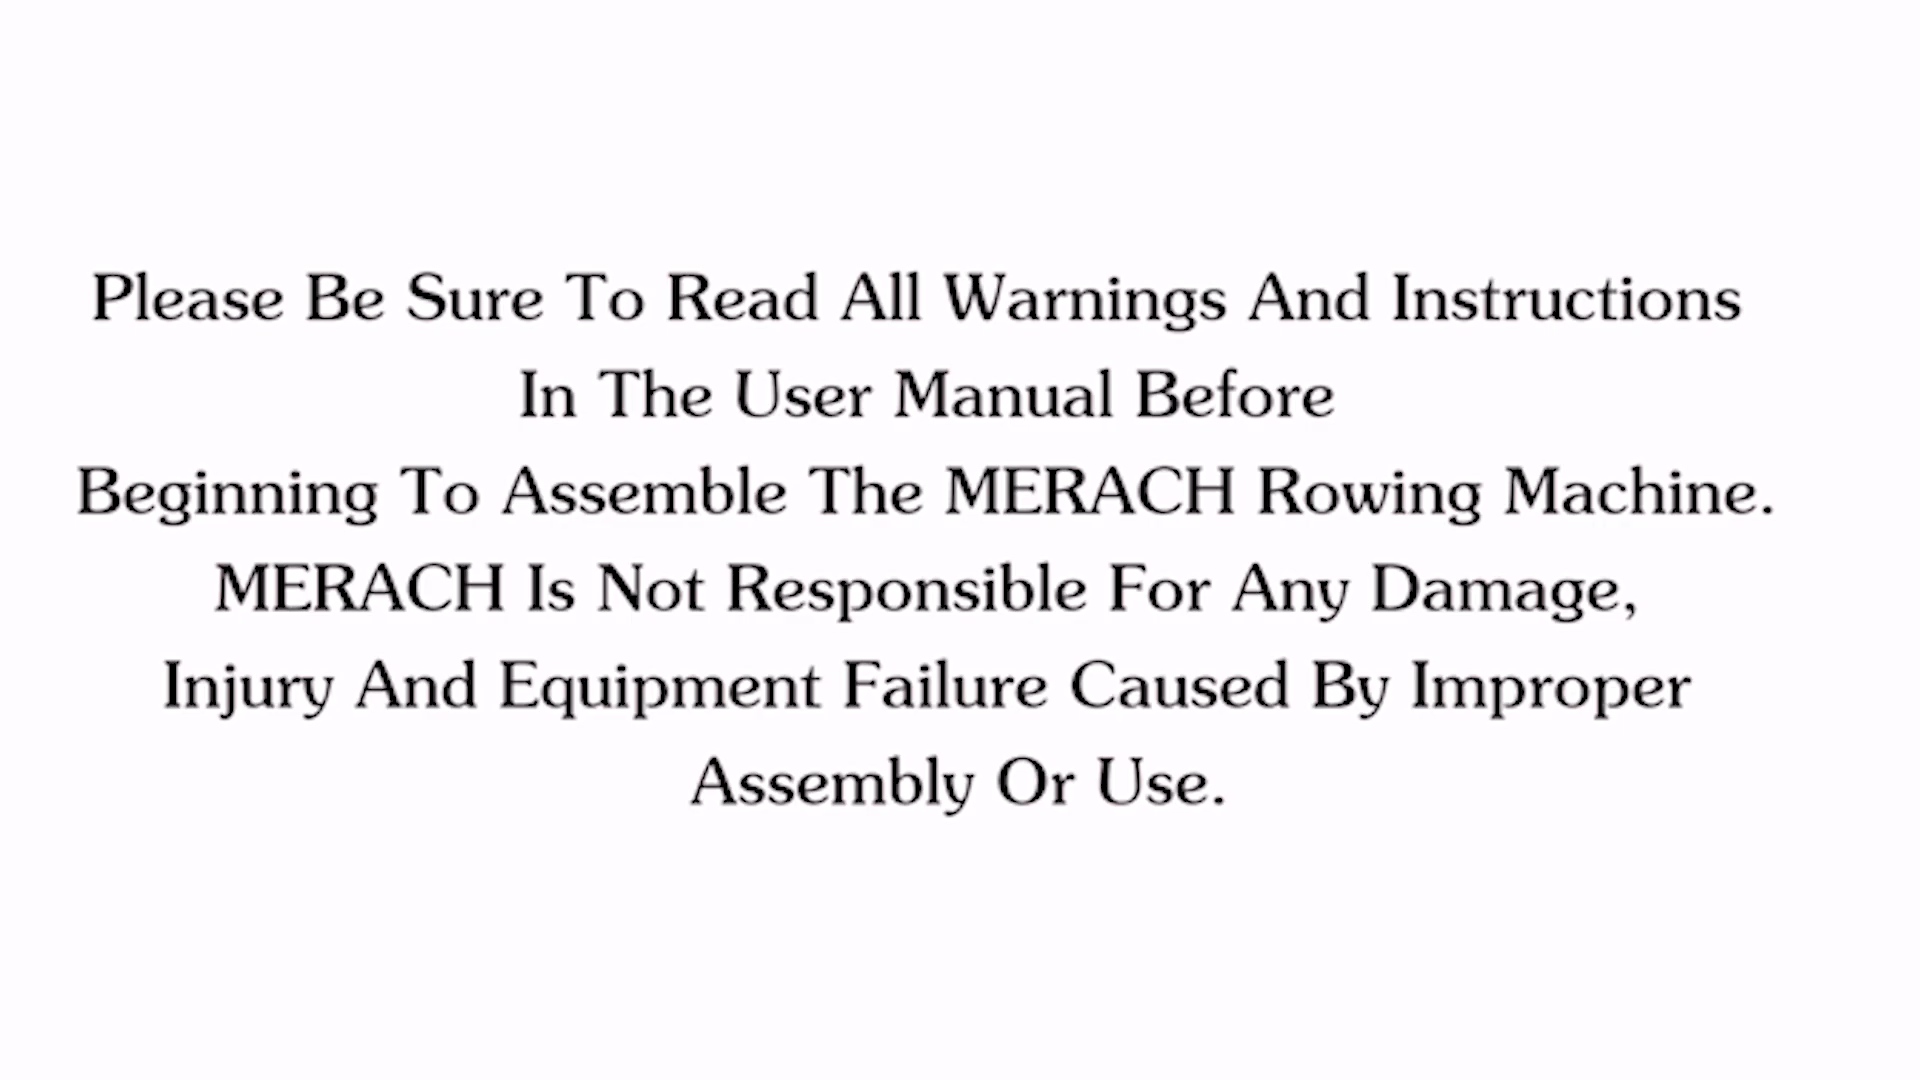 Please Be Sure To Read All Warnings And Instructions
In The User Manual Before
Beginning To Assemble The MERACH Rowing Machine.
MERACH Is Not Responsible For Any Damage,
Injury And Equipment Failure Caused By Improper
Assembly Or Use.